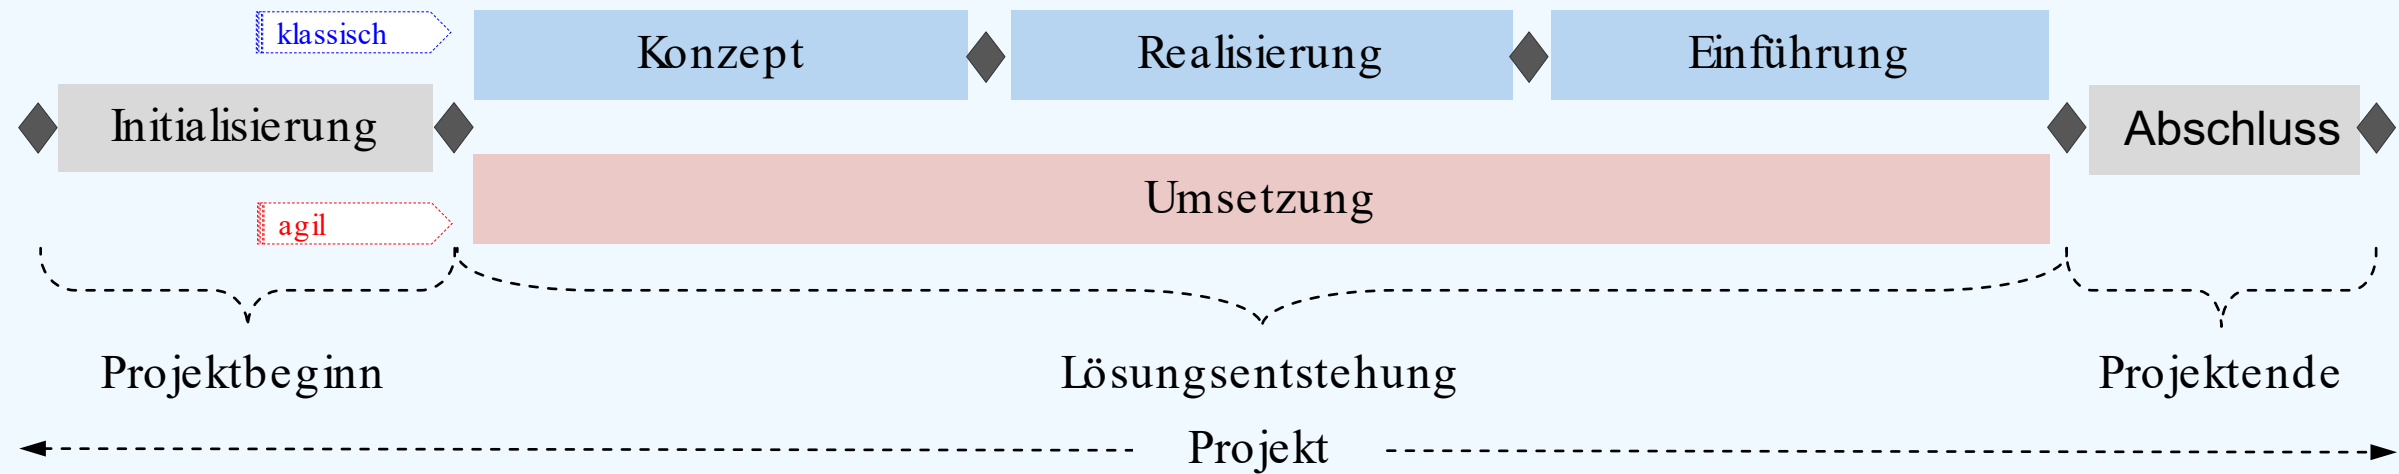 klassisch
Konzept
Realisierung
Einführung
Initialisierung
Abschluss
Umsetzung
agil
Projektbeginn
Lösungsentstehung
Projektende
Projekt